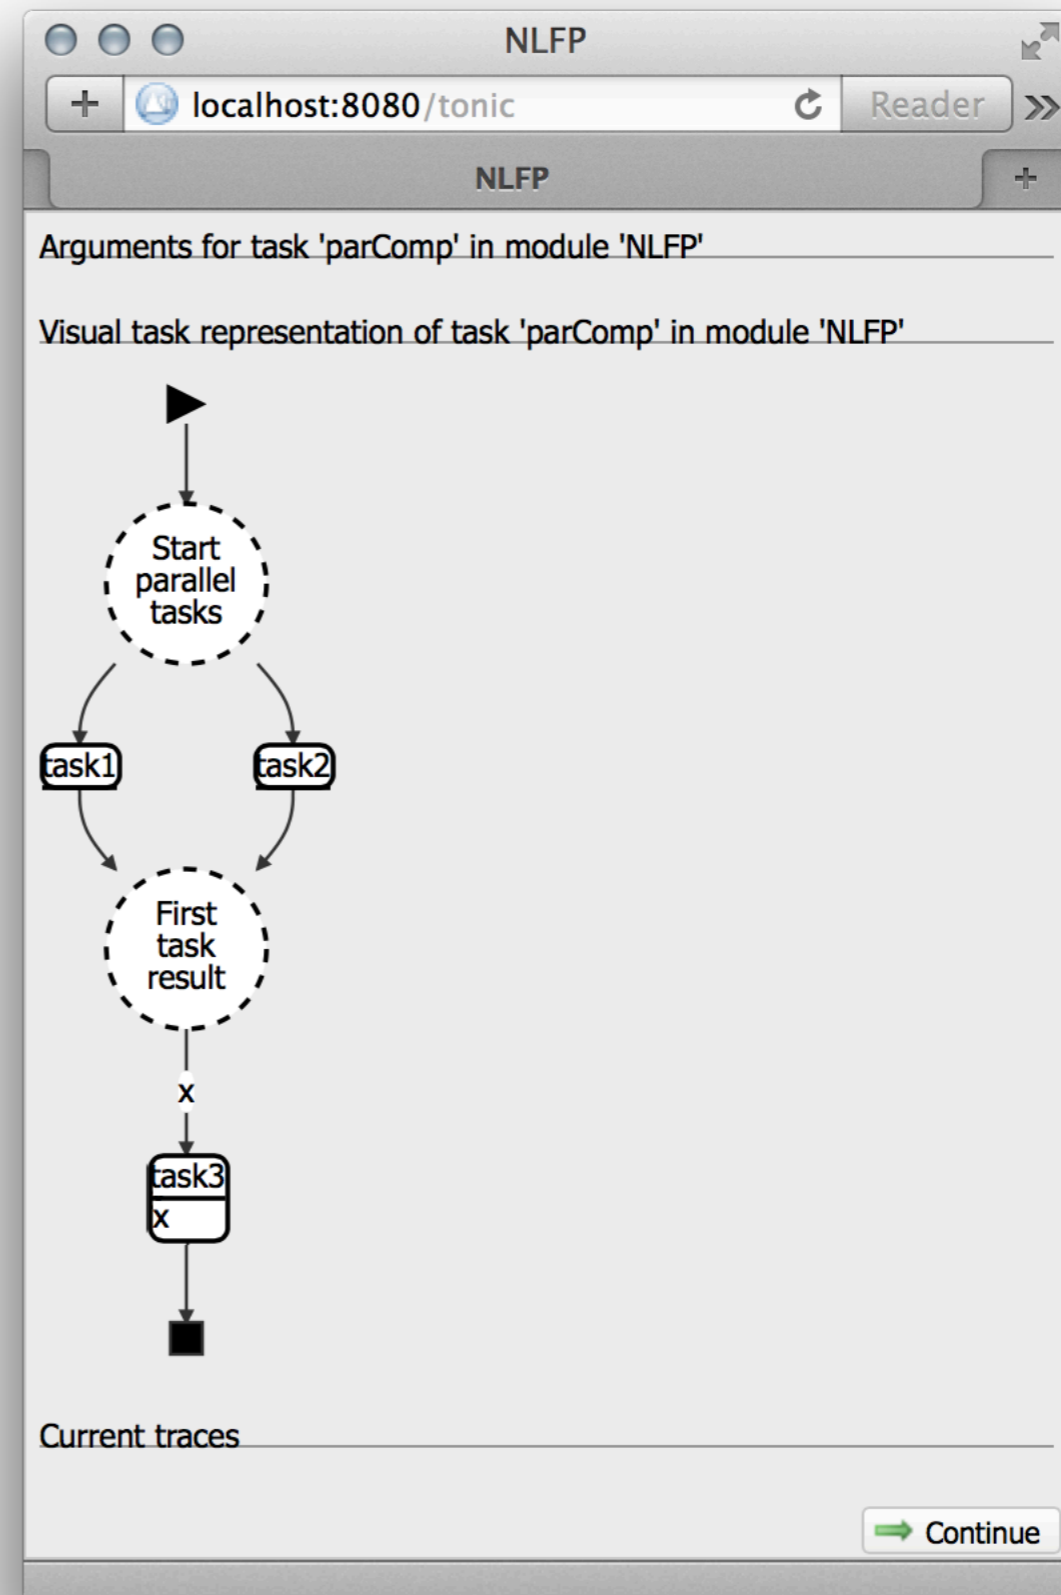 NLFP
localhost:8080/tonic
Reader
NLFP
Arguments for task 'parComp' in module 'NLFP'
Visual task representation of task 'parComp' in module 'NLFP'
Start
parallel
tasks
task1 task2
First
task
result
x
task3
x
Current traces
Continue